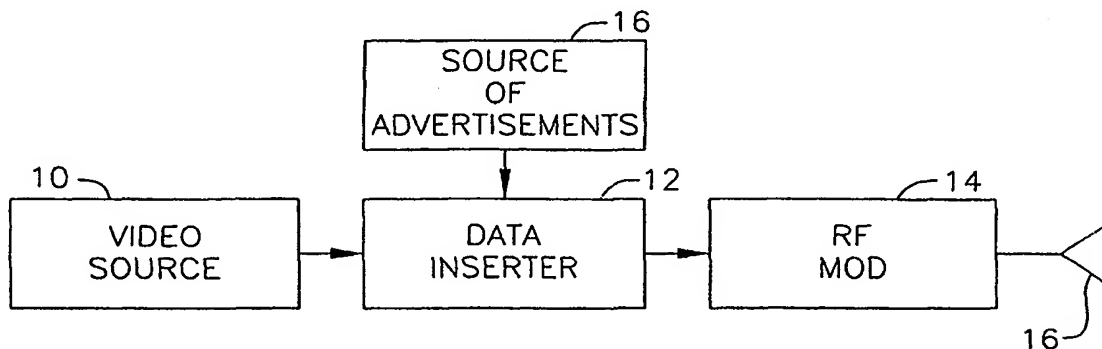 16
SOURCE
OF
ADVERTISEMENTS
10
VIDEO
SOURCE
12
DATA
INSERTER
14
RF
MOD
16